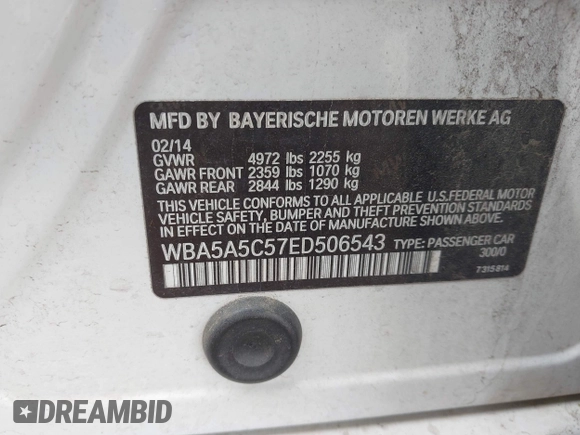 MFD BY BAYERISCHE MOTOREN WERKE AG
02/14
GVWR 4972 lbs 2255 kg
GAWR FRONT 2359 lbs 1070 kg
GAWR REAR 2844 lbs 1290 kg
THIS VEHICLE CONFORMS TO ALL APPLICABLE U.S.FEDERAL MOTOR
VEHICLE SAFETY, BUMPER AND THEFT PREVENTION STANDARDS
IN EFFECT ON THE DATE OF MANUFACTURE SHOWN ABOVE.
WBA5A5C57ED506543 TYPE: PASSENGER CAR
300/0
7315814
DREAMBID